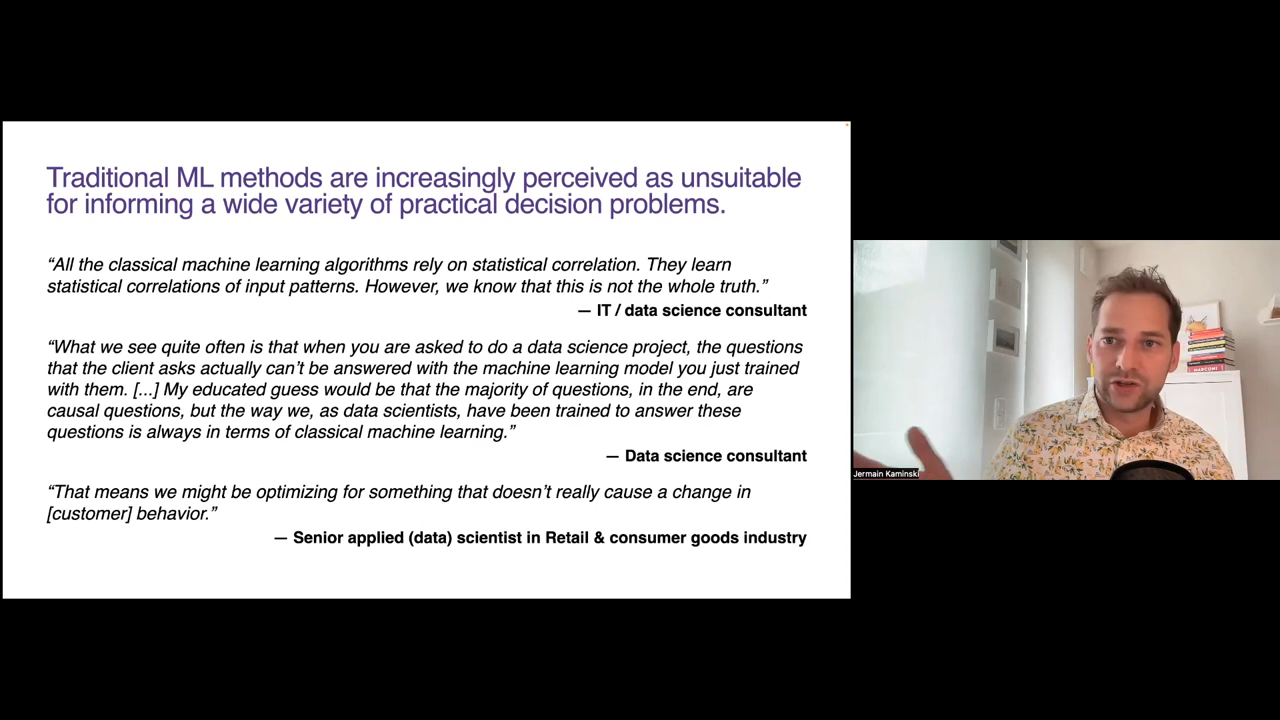 Traditional ML methods are increasingly perceived as unsuitable
for informing a wide variety of practical decision problems.
“All the classical machine learning algorithms rely on statistical correlation. They learn
statistical correlations of input patterns. However, we know that this is not the whole truth.”
— IT / data science consultant
“What we see quite often is that when you are asked to do a data science project, the questions
that the client asks actually can’t be answered with the machine learning model you just trained
with them. [...] My educated guess would be that the majority of questions, in the end, are
causal questions, but the way we, as data scientists, have been trained to answer these
questions is always in terms of classical machine learning.”
— Data science consultant
“That means we might be optimizing for something that doesn’t really cause a change in
[customer] behavior.”
— Senior applied (data) scientist in Retail & consumer goods industry
MARCONI
Jermain Kaminski